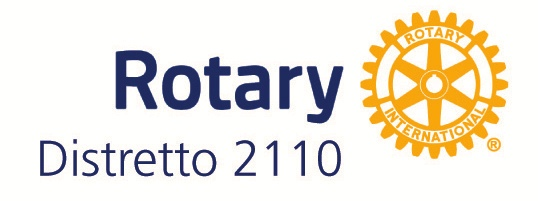 Rotary
Distretto 2110
ROTARY
INTERNATIONAL
®